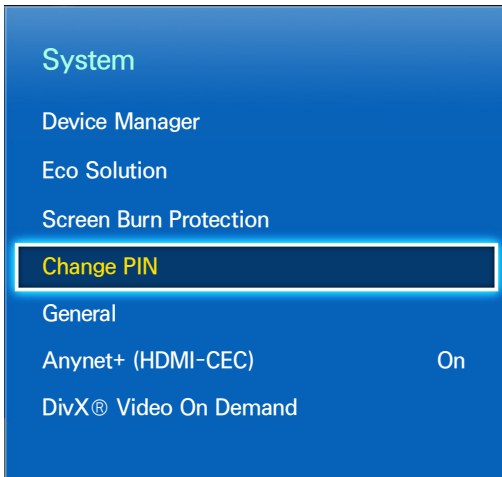 System
Device Manager
Eco Solution
Screen Burn Protection
Change PIN
General
Anynet+ (HDMI-CEC) On
DivX® Video On Demand